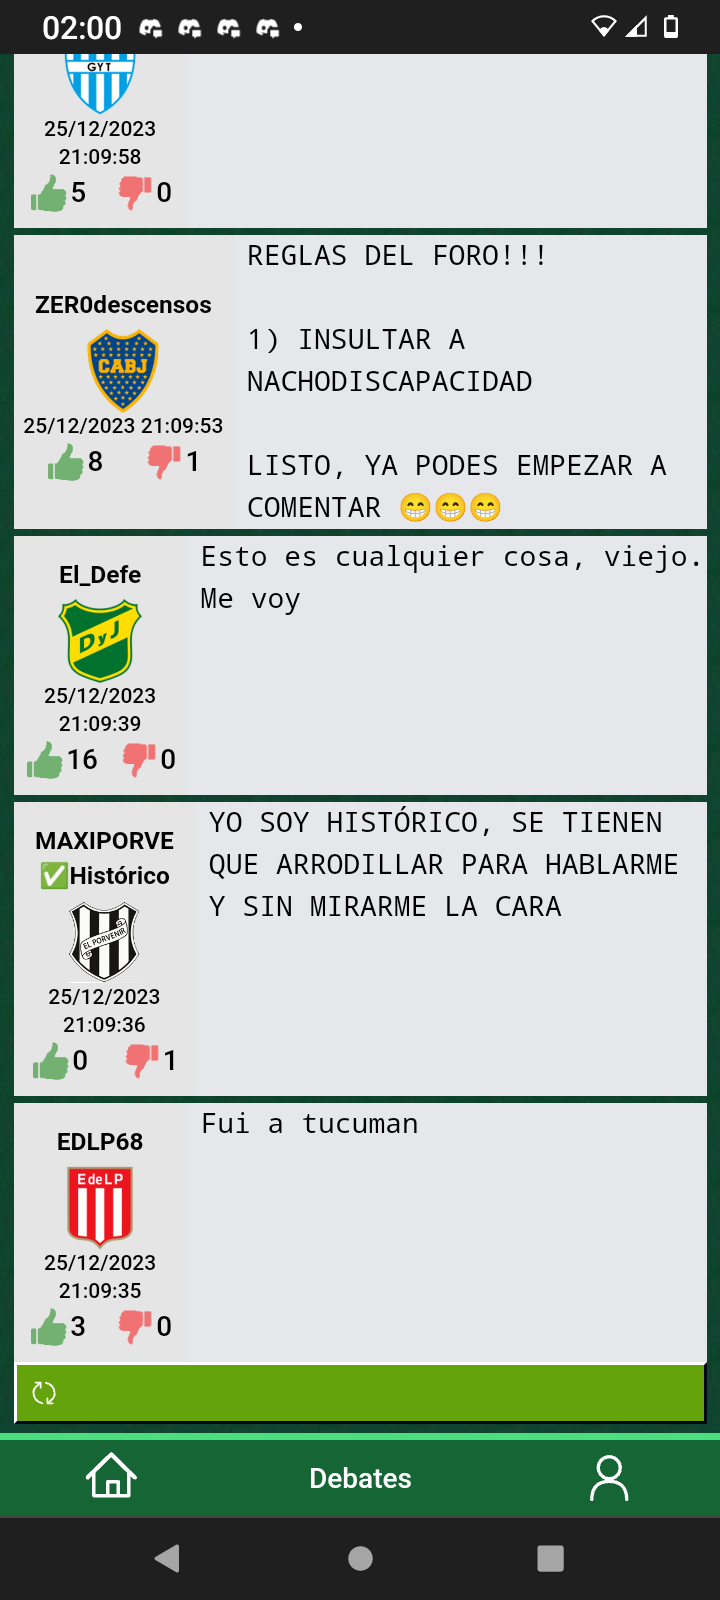 02:00
GYT
25/12/2023
21:09:58
5 0
ZER0descensos
CABJ
25/12/2023 21:09:53
8 1
REGLAS DEL FORO!!!
1) INSULTAR A
NACHODISCAPACIDAD
LISTO, YA PODES EMPEZAR A
COMENTAR 😁😁😁
El_Defe
DyJ
25/12/2023
21:09:39
16 0
Esto es cualquier cosa, viejo.
Me voy
MAXIPORVE
✅Histórico
EL PORVENIR
25/12/2023
21:09:36
0 1
YO SOY HISTÓRICO, SE TIENEN
QUE ARRODILLAR PARA HABLARME
Y SIN MIRARME LA CARA
EDLP68
EdeLP
25/12/2023
21:09:35
3 0
Fui a tucuman
Debates